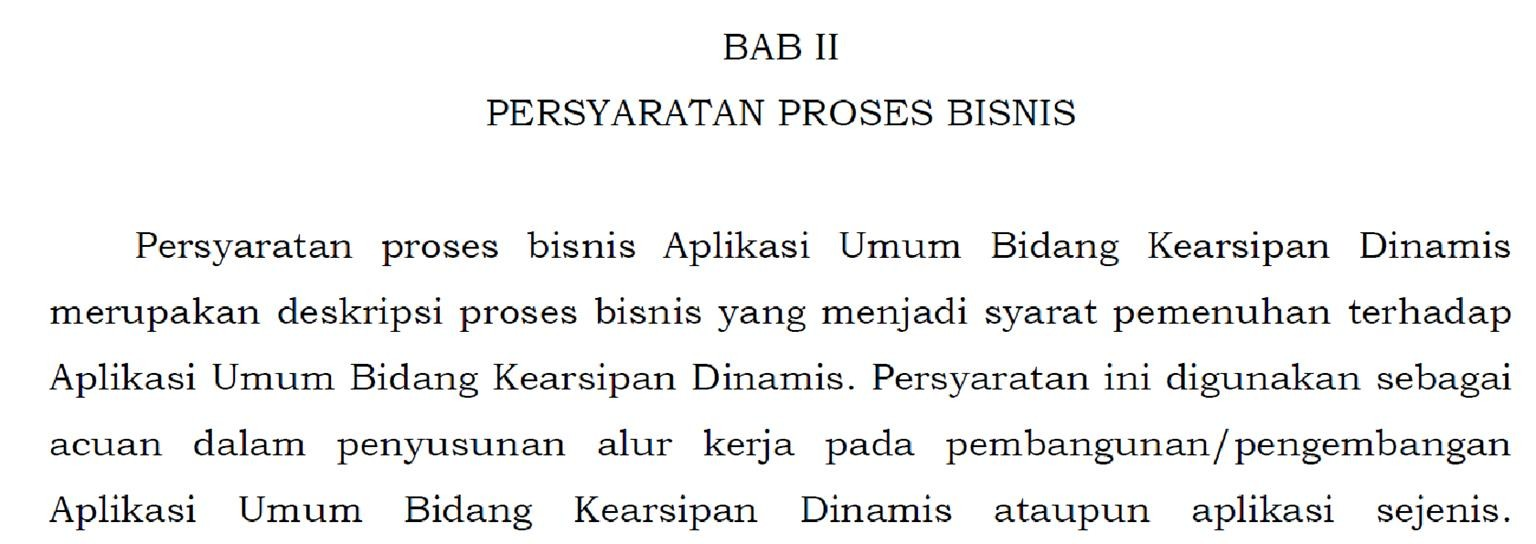 BAB II
PERSYARATAN PROSES BISNIS
Persyaratan proses bisnis Aplikasi Umum Bidang Kearsipan Dinamis
merupakan deskripsi proses bisnis yang menjadi syarat pemenuhan terhadap
Aplikasi Umum Bidang Kearsipan Dinamis. Persyaratan ini digunakan sebagai
acuan dalam penyusunan alur kerja pada pembangunan/pengembangan
Aplikasi Umum Bidang Kearsipan Dinamis ataupun aplikasi sejenis.